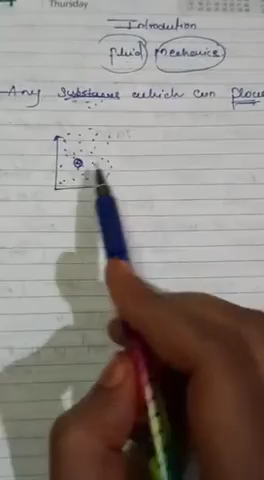 Thursday
Introduction
fluid mechanics
- Any substance which can flow